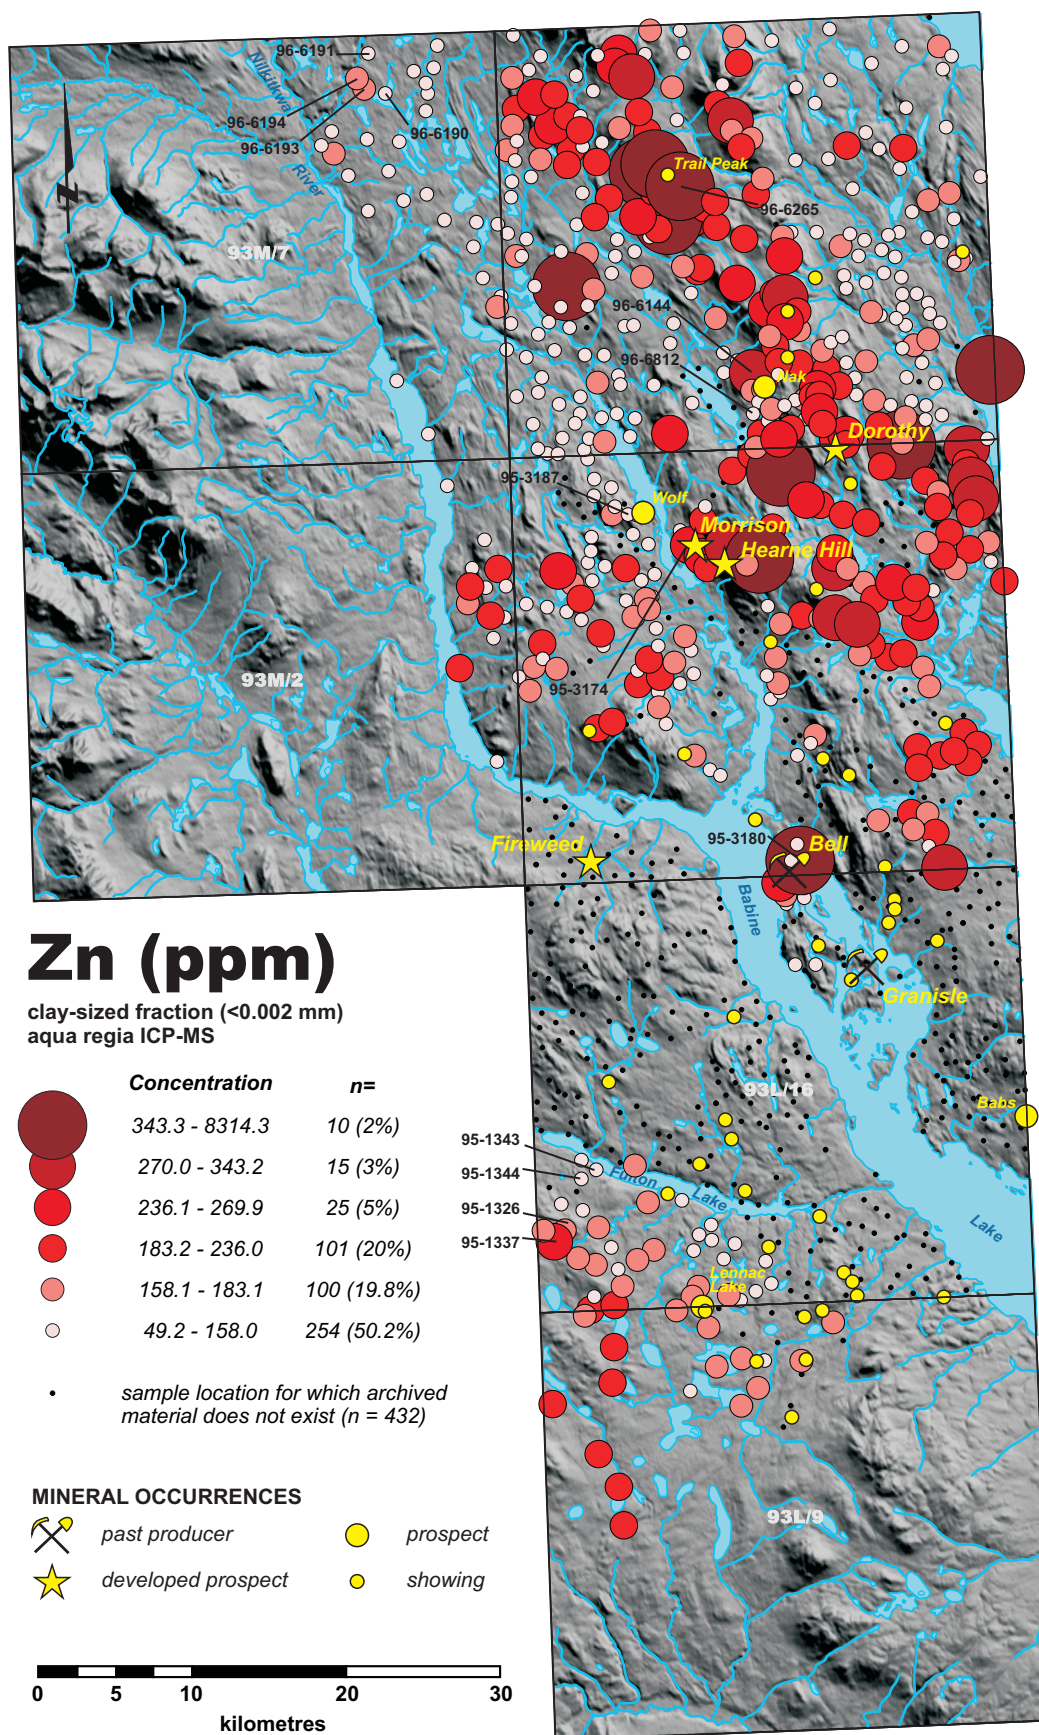 96-6191
Nilkitkwa
96-6194
96-6190
96-6193
River
Trail Peak
96-6265
93M/7
96-6144
96-6812
Nak
Dorothy
95-3187
Wolf
Morrison
Hearne Hill
93M/2
95-3174
95-3180
Bell
Fireweed
Babine
Granisle
93L/16
Babs
95-1343
95-1344
Fulton
Lake
95-1326
Lake
95-1337
Lennac
Lake
93L/9
N
Zn (ppm)
clay-sized fraction (<0.002 mm)
aqua regia ICP-MS
Concentration n=
343.3 - 8314.3 10 (2%)
270.0 - 343.2 15 (3%)
236.1 - 269.9 25 (5%)
183.2 - 236.0 101 (20%)
158.1 - 183.1 100 (19.8%)
49.2 - 158.0 254 (50.2%)
sample location for which archived
material does not exist (n = 432)
MINERAL OCCURRENCES
past producer prospect
developed prospect showing
0 5 10 20 30
kilometres